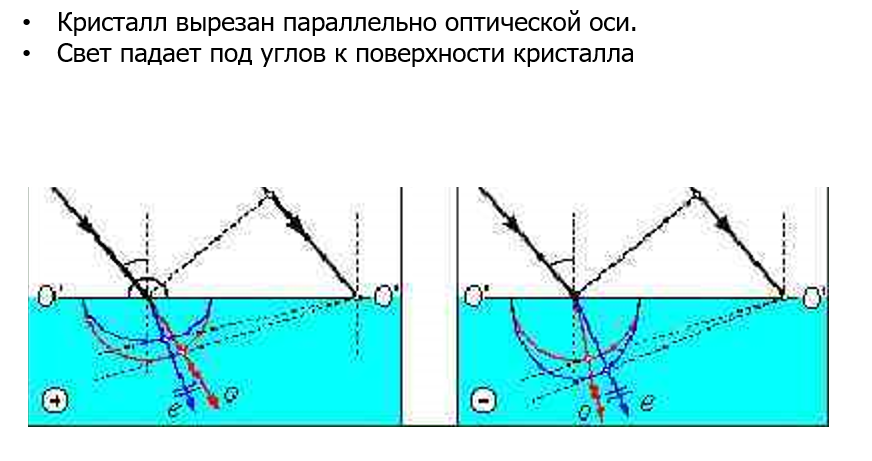 • Кристалл вырезан параллельно оптической оси.
• Свет падает под углов к поверхности кристалла
O' O' O' O'
e o o e
+ -